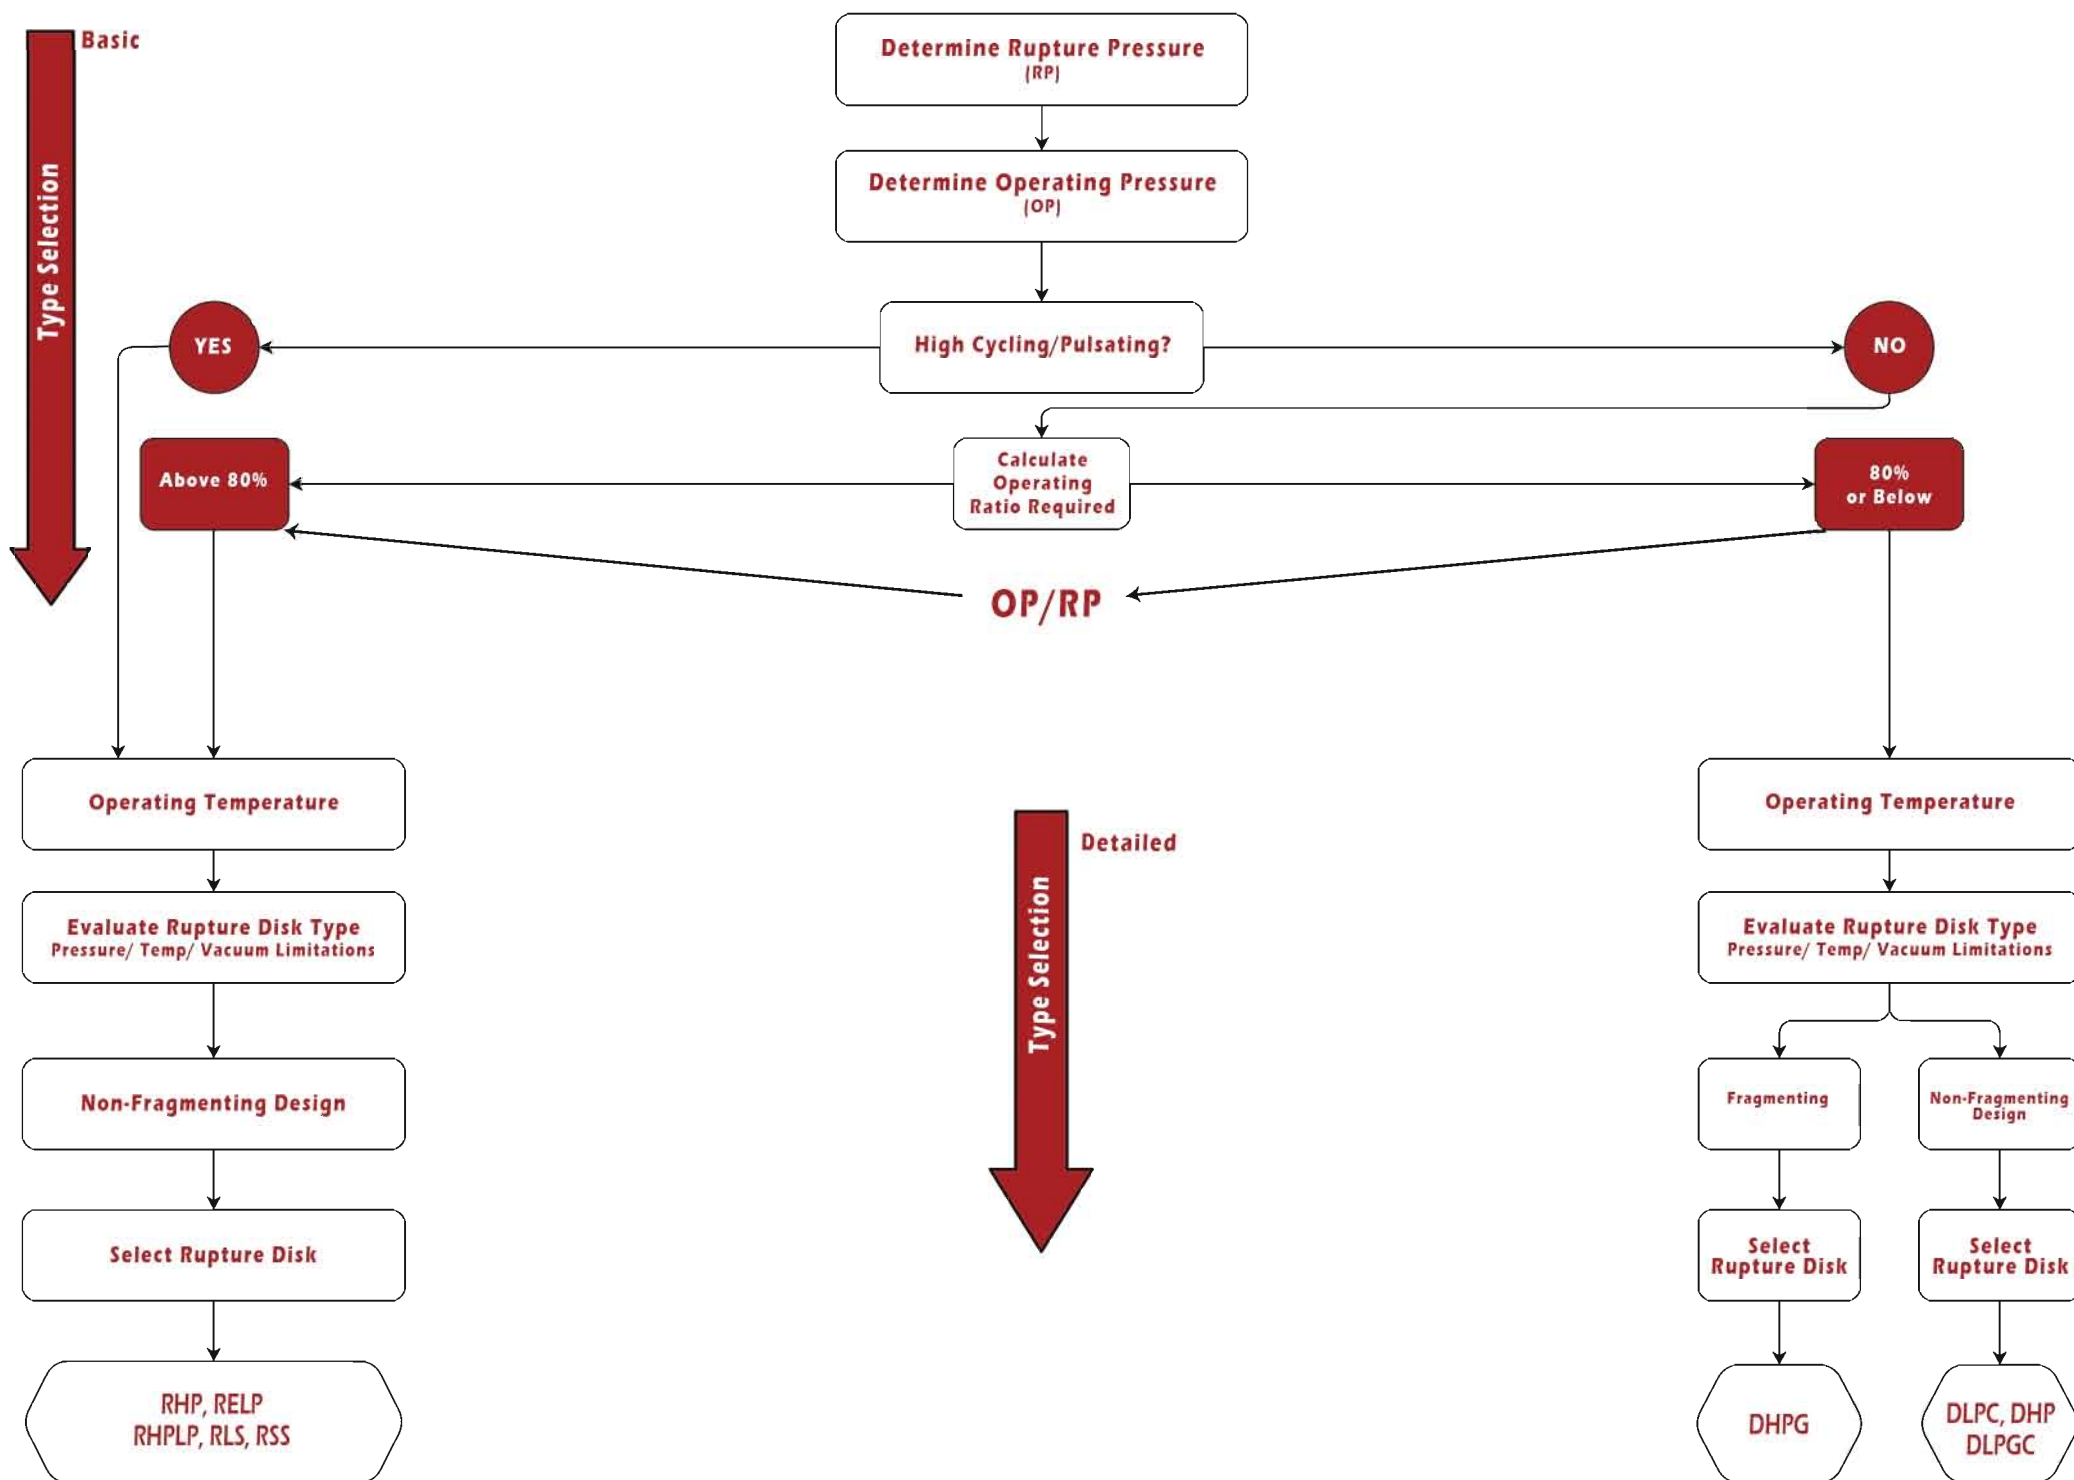 Basic
Type Selection
Determine Rupture Pressure
(RP)
Determine Operating Pressure
(OP)
YES
High Cycling/Pulsating?
NO
Above 80%
Calculate
Operating
Ratio Required
80%
or Below
OP/RP
Operating Temperature
Evaluate Rupture Disk Type
Pressure/ Temp/ Vacuum Limitations
Non-Fragmenting Design
Select Rupture Disk
RHP, RELP
RHPLP, RLS, RSS
Detailed
Type Selection
Operating Temperature
Evaluate Rupture Disk Type
Pressure/ Temp/ Vacuum Limitations
Fragmenting
Select
Rupture Disk
DHPG
Non-Fragmenting
Design
Select
Rupture Disk
DLPC, DHP
DLPGC